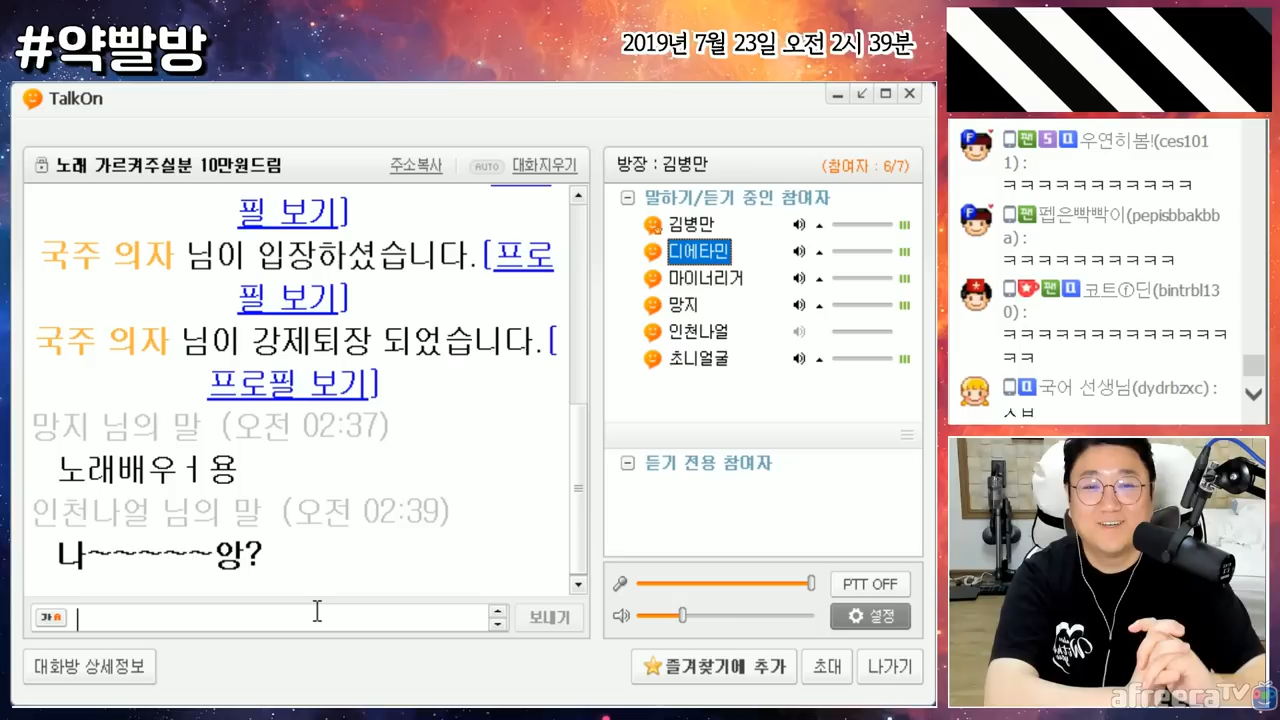 #약빨방
2019년 7월 23일 오전 2시 39분
TalkOn
노래 가르켜주실분 10만원드림
주소복사
AUTO
대화지우기
필 보기]
국주 의자 님이 입장하셨습니다.[프로
필 보기]
국주 의자 님이 강제퇴장 되었습니다.[
프로필 보기]
망지 님의 말 (오전 02:37)
노래배우ㅓ용
인천나얼 님의 말 (오전 02:39)
나~~~~~앙?
가
보내기
대화방 상세정보
방장 : 김병만
(참여자 : 6/7)
말하기/듣기 중인 참여자
김병만
디에타민
마이너리거
망지
인천나얼
초니얼굴
듣기 전용 참여자
PTT OFF
설정
즐겨찾기에 추가
초대
나가기
F 팬 S Q 우연히봄!(ces101
1) :
ㅋㅋㅋㅋㅋㅋㅋㅋㅋㅋㅋ
F 팬 펩은빡빡이(pepisbbakbb
a) :
ㅋㅋㅋㅋㅋㅋㅋㅋㅋㅋ
팬 Q 코트ⓕ딘(bintrbl13
0) :
ㅋㅋㅋㅋㅋㅋㅋㅋㅋㅋㅋㅋㅋ
ㅋㅋ
Q 국어 선생님(dydrbzxc) :
ㅅㅂ
afreecaTV